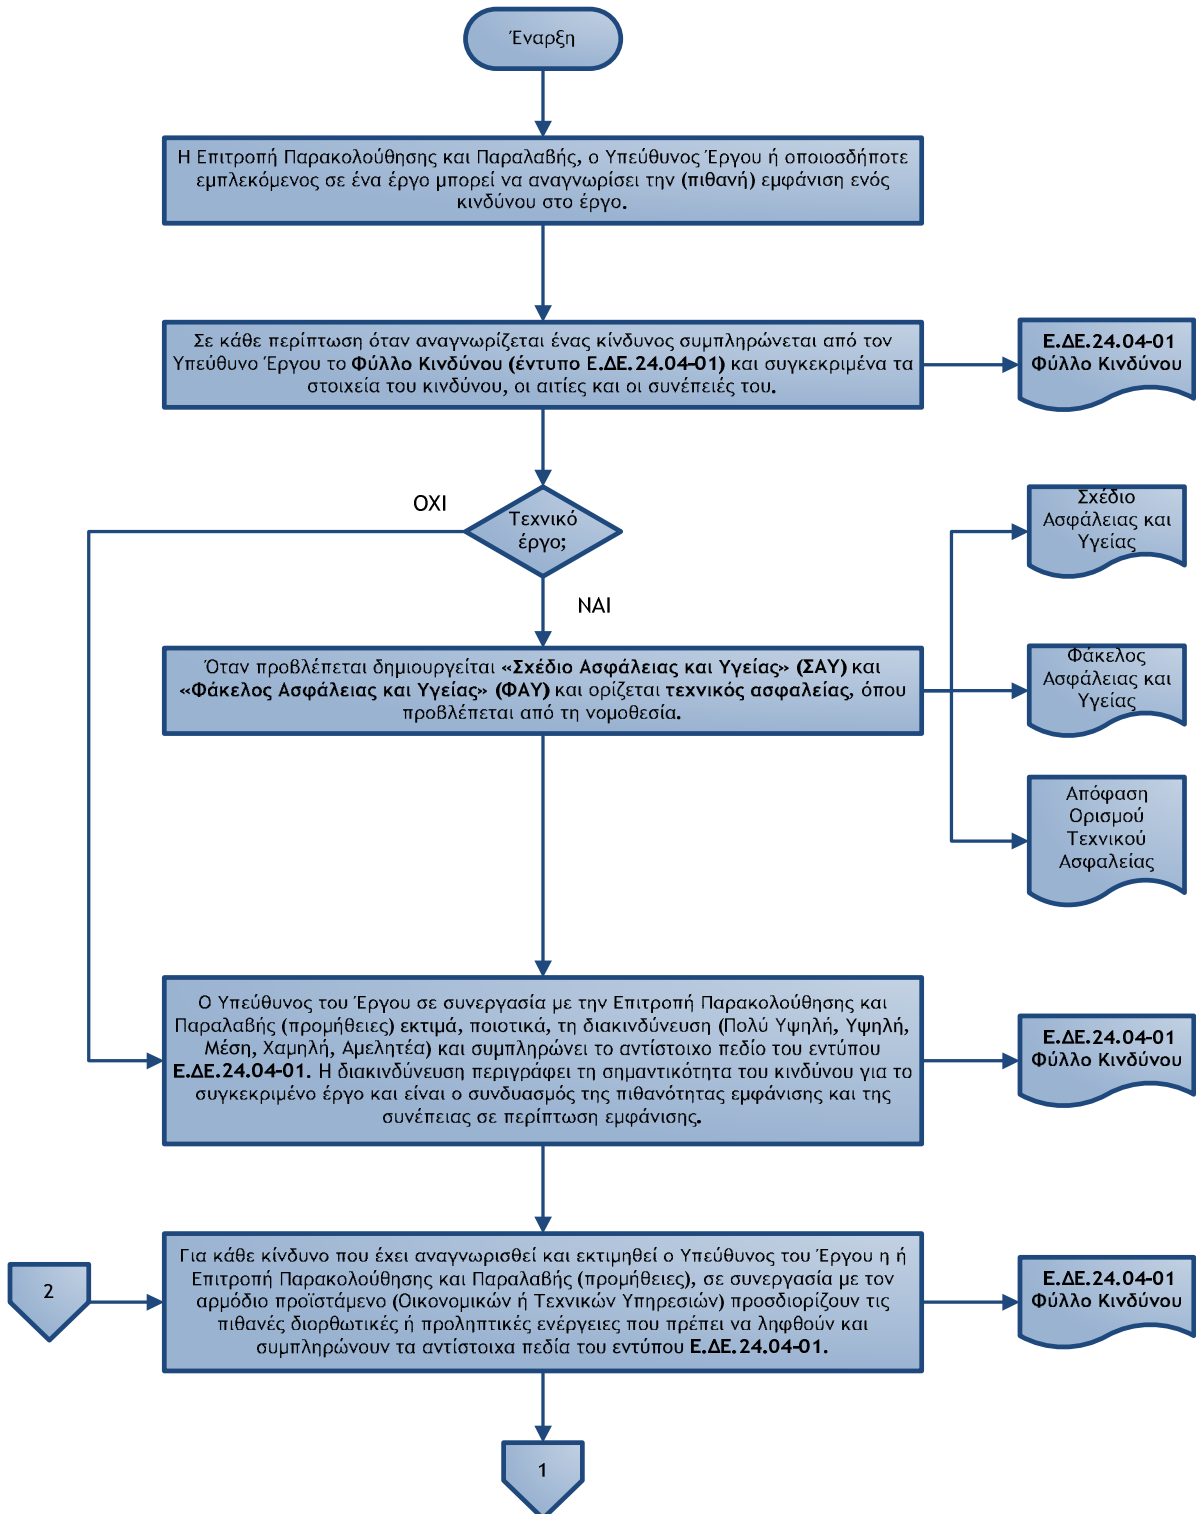 Έναρξη
Η Επιτροπή Παρακολούθησης και Παραλαβής, ο Υπεύθυνος Έργου ή οποιοσδήποτε
εμπλεκόμενος σε ένα έργο μπορεί να αναγνωρίσει την (πιθανή) εμφάνιση ενός
κινδύνου στο έργο.
Σε κάθε περίπτωση όταν αναγνωρίζεται ένας κίνδυνος συμπληρώνεται από τον
Υπεύθυνο Έργου το Φύλλο Κινδύνου (έντυπο Ε.ΔΕ.24.04-01) και συγκεκριμένα τα
στοιχεία του κινδύνου, οι αιτίες και οι συνέπειές του.
Ε.ΔΕ.24.04-01
Φύλλο Κινδύνου
ΟΧΙ
Τεχνικό
έργο;
ΝΑΙ
Σχέδιο
Ασφάλειας και
Υγείας
Όταν προβλέπεται δημιουργείται «Σχέδιο Ασφάλειας και Υγείας» (ΣΑΥ) και
«Φάκελος Ασφάλειας και Υγείας» (ΦΑΥ) και ορίζεται τεχνικός ασφαλείας, όπου
προβλέπεται από τη νομοθεσία.
Φάκελος
Ασφάλειας και
Υγείας
Απόφαση
Ορισμού
Τεχνικού
Ασφαλείας
Ο Υπεύθυνος του Έργου σε συνεργασία με την Επιτροπή Παρακολούθησης και
Παραλαβής (προμήθειες) εκτιμά, ποιοτικά, τη διακινδύνευση (Πολύ Υψηλή, Υψηλή,
Μέση, Χαμηλή, Αμελητέα) και συμπληρώνει το αντίστοιχο πεδίο του εντύπου
Ε.ΔΕ.24.04-01. Η διακινδύνευση περιγράφει τη σημαντικότητα του κινδύνου για το
συγκεκριμένο έργο και είναι ο συνδυασμός της πιθανότητας εμφάνισης και της
συνέπειας σε περίπτωση εμφάνισης.
Ε.ΔΕ.24.04-01
Φύλλο Κινδύνου
2
Για κάθε κίνδυνο που έχει αναγνωρισθεί και εκτιμηθεί ο Υπεύθυνος του Έργου η ή
Επιτροπή Παρακολούθησης και Παραλαβής (προμήθειες), σε συνεργασία με τον
αρμόδιο προϊστάμενο (Οικονομικών ή Τεχνικών Υπηρεσιών) προσδιορίζουν τις
πιθανές διορθωτικές ή προληπτικές ενέργειες που πρέπει να ληφθούν και
συμπληρώνουν τα αντίστοιχα πεδία του εντύπου Ε.ΔΕ.24.04-01.
Ε.ΔΕ.24.04-01
Φύλλο Κινδύνου
1